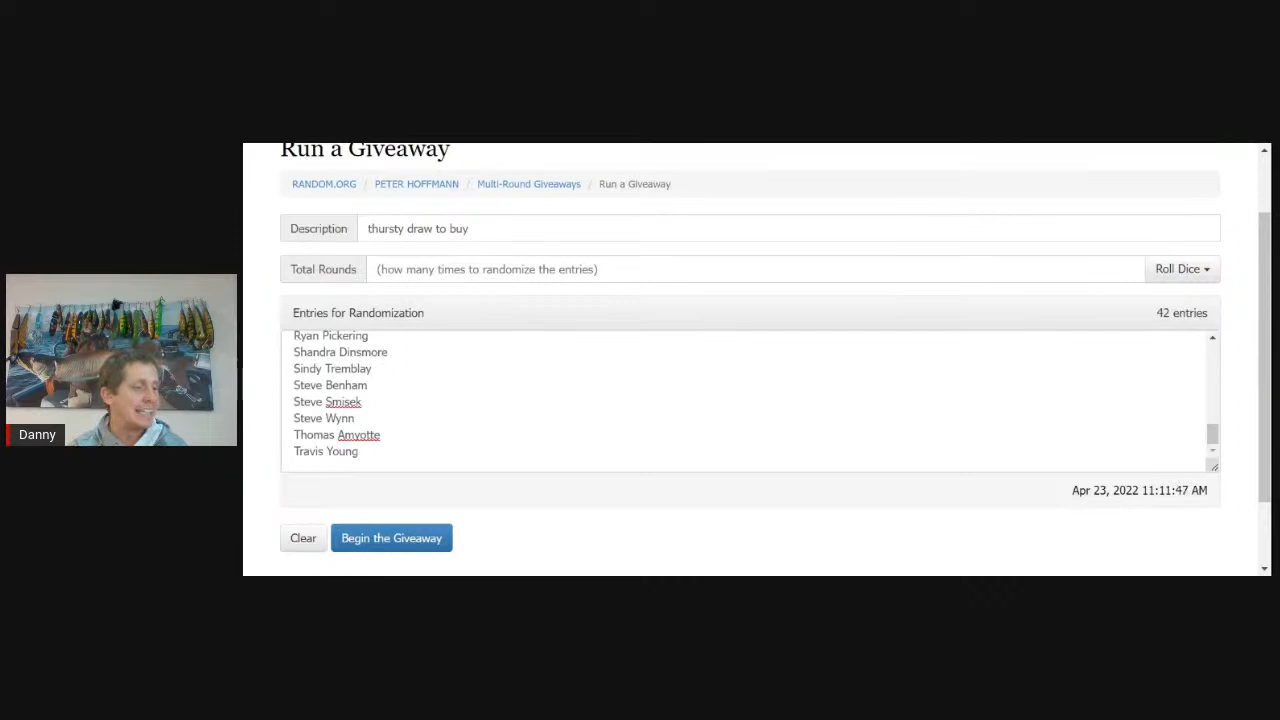 Run a Giveaway
RANDOM.ORG / PETER HOFFMANN / Multi-Round Giveaways / Run a Giveaway
Description thursty draw to buy
Total Rounds (how many times to randomize the entries) Roll Dice
Entries for Randomization 42 entries
Ryan Pickering
Shandra Dinsmore
Sindy Tremblay
Steve Benham
Steve Smisek
Steve Wynn
Thomas Amyotte
Travis Young
Apr 23, 2022 11:11:47 AM
Clear Begin the Giveaway
Danny